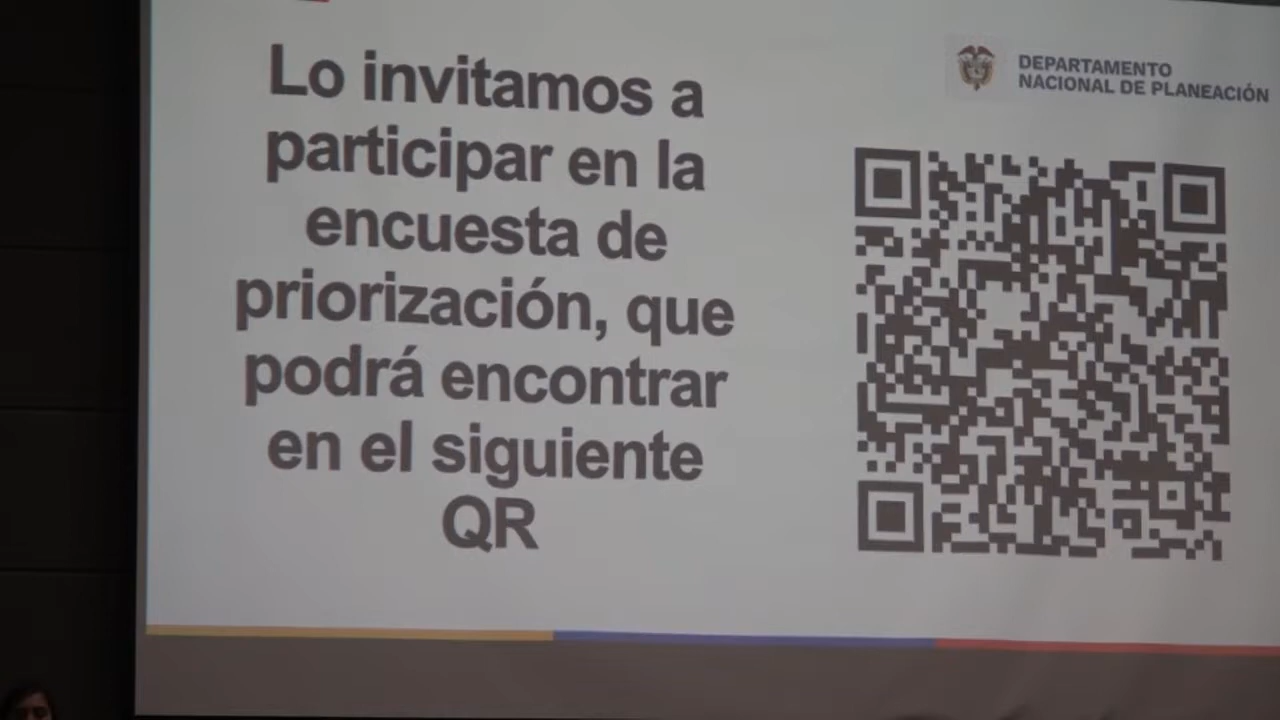 Lo invitamos a
participar en la
encuesta de
priorización, que
podrá encontrar
en el siguiente
QR
DEPARTAMENTO
NACIONAL DE PLANEACIÓN